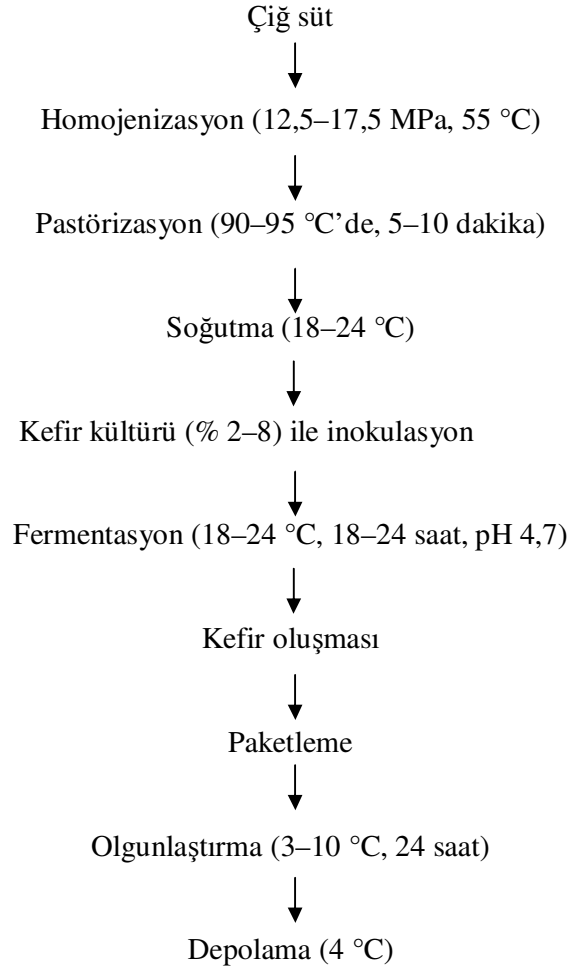 Çiğ süt
Homojenizasyon (12,5–17,5 MPa, 55 °C)
Pastörizasyon (90–95 °C’de, 5–10 dakika)
Soğutma (18–24 °C)
Kefir kültürü (% 2–8) ile inokulasyon
Fermentasyon (18–24 °C, 18–24 saat, pH 4,7)
Kefir oluşması
Paketleme
Olgunlaştırma (3–10 °C, 24 saat)
Depolama (4 °C)